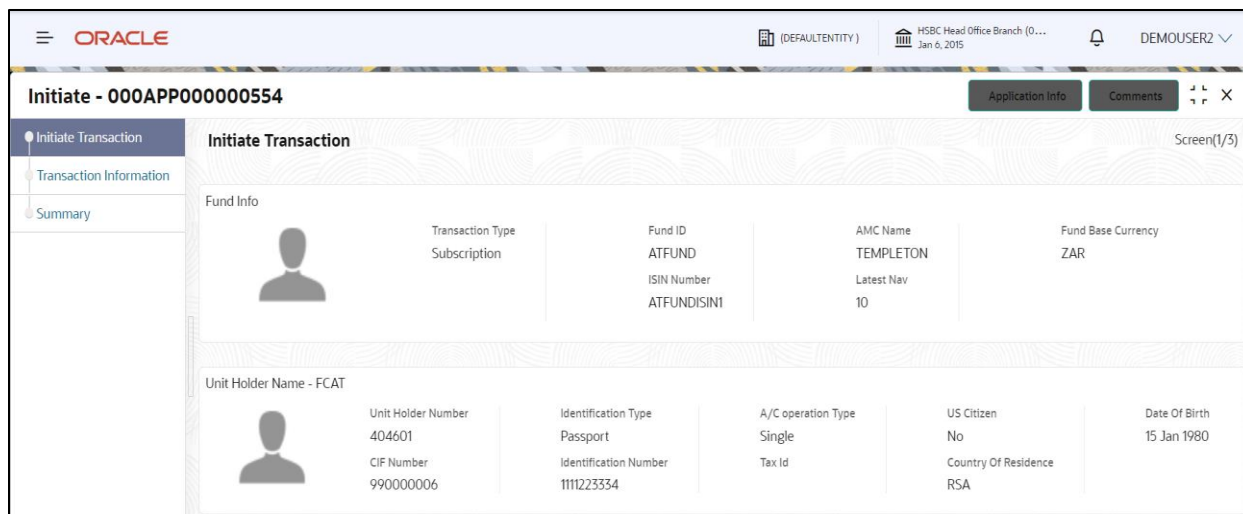 ORACLE
(DEFAULTENTITY )
HSBC Head Office Branch (0...
Jan 6, 2015
DEMOUSER2
Initiate - 000APP000000554
Application Info
Comments
Initiate Transaction
Transaction Information
Summary
Initiate Transaction
Screen(1/3)
Fund Info
Transaction Type
Subscription
Fund ID
ATFUND
ISIN Number
ATFUNDISIN1
AMC Name
TEMPLETON
Latest Nav
10
Fund Base Currency
ZAR
Unit Holder Name - FCAT
Unit Holder Number
404601
CIF Number
990000006
Identification Type
Passport
Identification Number
1111223334
A/C operation Type
Single
Tax Id
US Citizen
No
Country Of Residence
RSA
Date Of Birth
15 Jan 1980